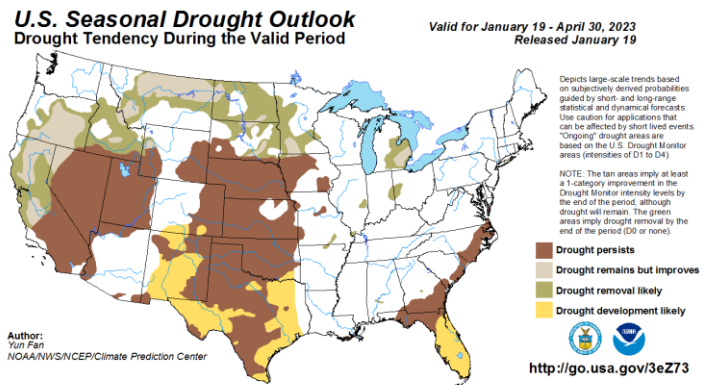 U.S. Seasonal Drought Outlook
Drought Tendency During the Valid Period
Valid for January 19 - April 30, 2023
Released January 19
Depicts large-scale trends based
on subjectively derived probabilities
guided by short- and long-range
statistical and dynamical forecasts.
Use caution for applications that
can be affected by short lived events.
"Ongoing" drought areas are
based on the U.S. Drought Monitor
areas (intensities of D1 to D4).
NOTE: The tan areas imply at least
a 1-category improvement in the
Drought Monitor intensity levels by
the end of the period, although
drought will remain. The green
areas imply drought removal by the
end of the period (D0 or none).
Drought persists
Drought remains but improves
Drought removal likely
Drought development likely
Author:
Yun Fan
NOAA/NWS/NCEP/Climate Prediction Center
NOAA
http://go.usa.gov/3eZ73